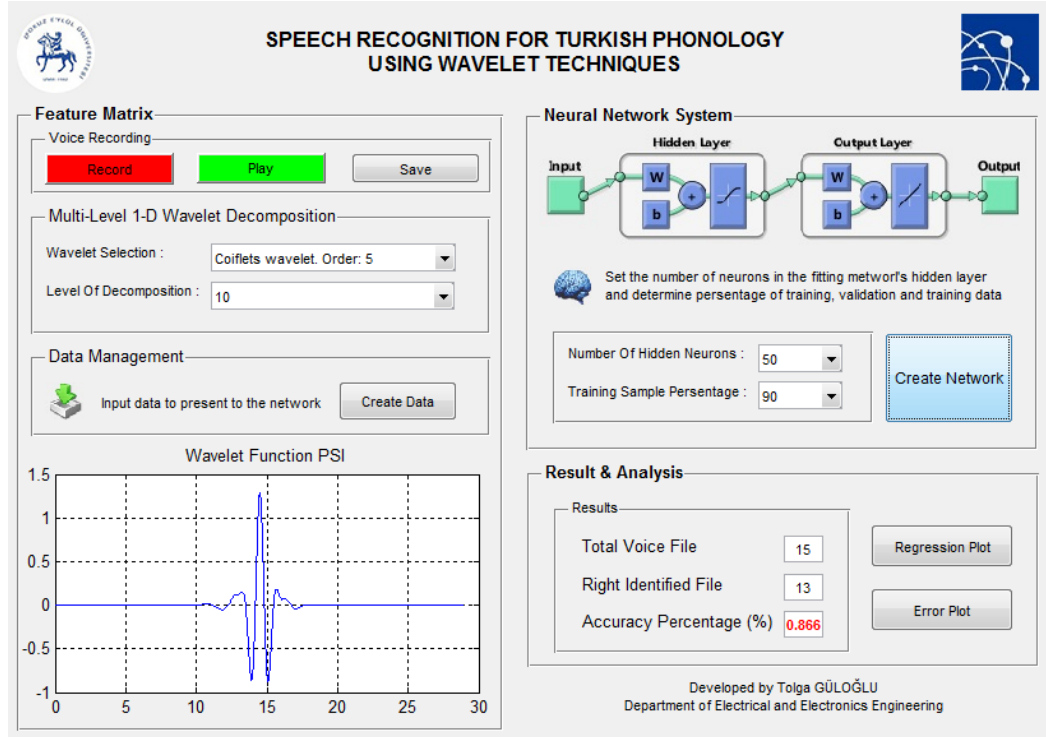 DOKUZ EYLÜL ÜNİVERSİTESİ
SPEECH RECOGNITION FOR TURKISH PHONOLOGY
USING WAVELET TECHNIQUES
Feature Matrix
Voice Recording
Record
Play
Save
Multi-Level 1-D Wavelet Decomposition
Wavelet Selection :
Coiflets wavelet. Order: 5
Level Of Decomposition :
10
Data Management
Input data to present to the network
Create Data
Wavelet Function PSI
1.5
1
0.5
0
-0.5
-1
0 5 10 15 20 25 30
Neural Network System
Hidden Layer
Output Layer
Input
Output
W
b
+
W
b
+
Set the number of neurons in the fitting metworl's hidden layer
and determine percentage of training, validation and training data
Number Of Hidden Neurons :
50
Training Sample Persentage :
90
Create Network
Result & Analysis
Results
Total Voice File
15
Right Identified File
13
Accuracy Percentage (%)
0.866
Regression Plot
Error Plot
Developed by Tolga GÜLOĞLU
Department of Electrical and Electronics Engineering